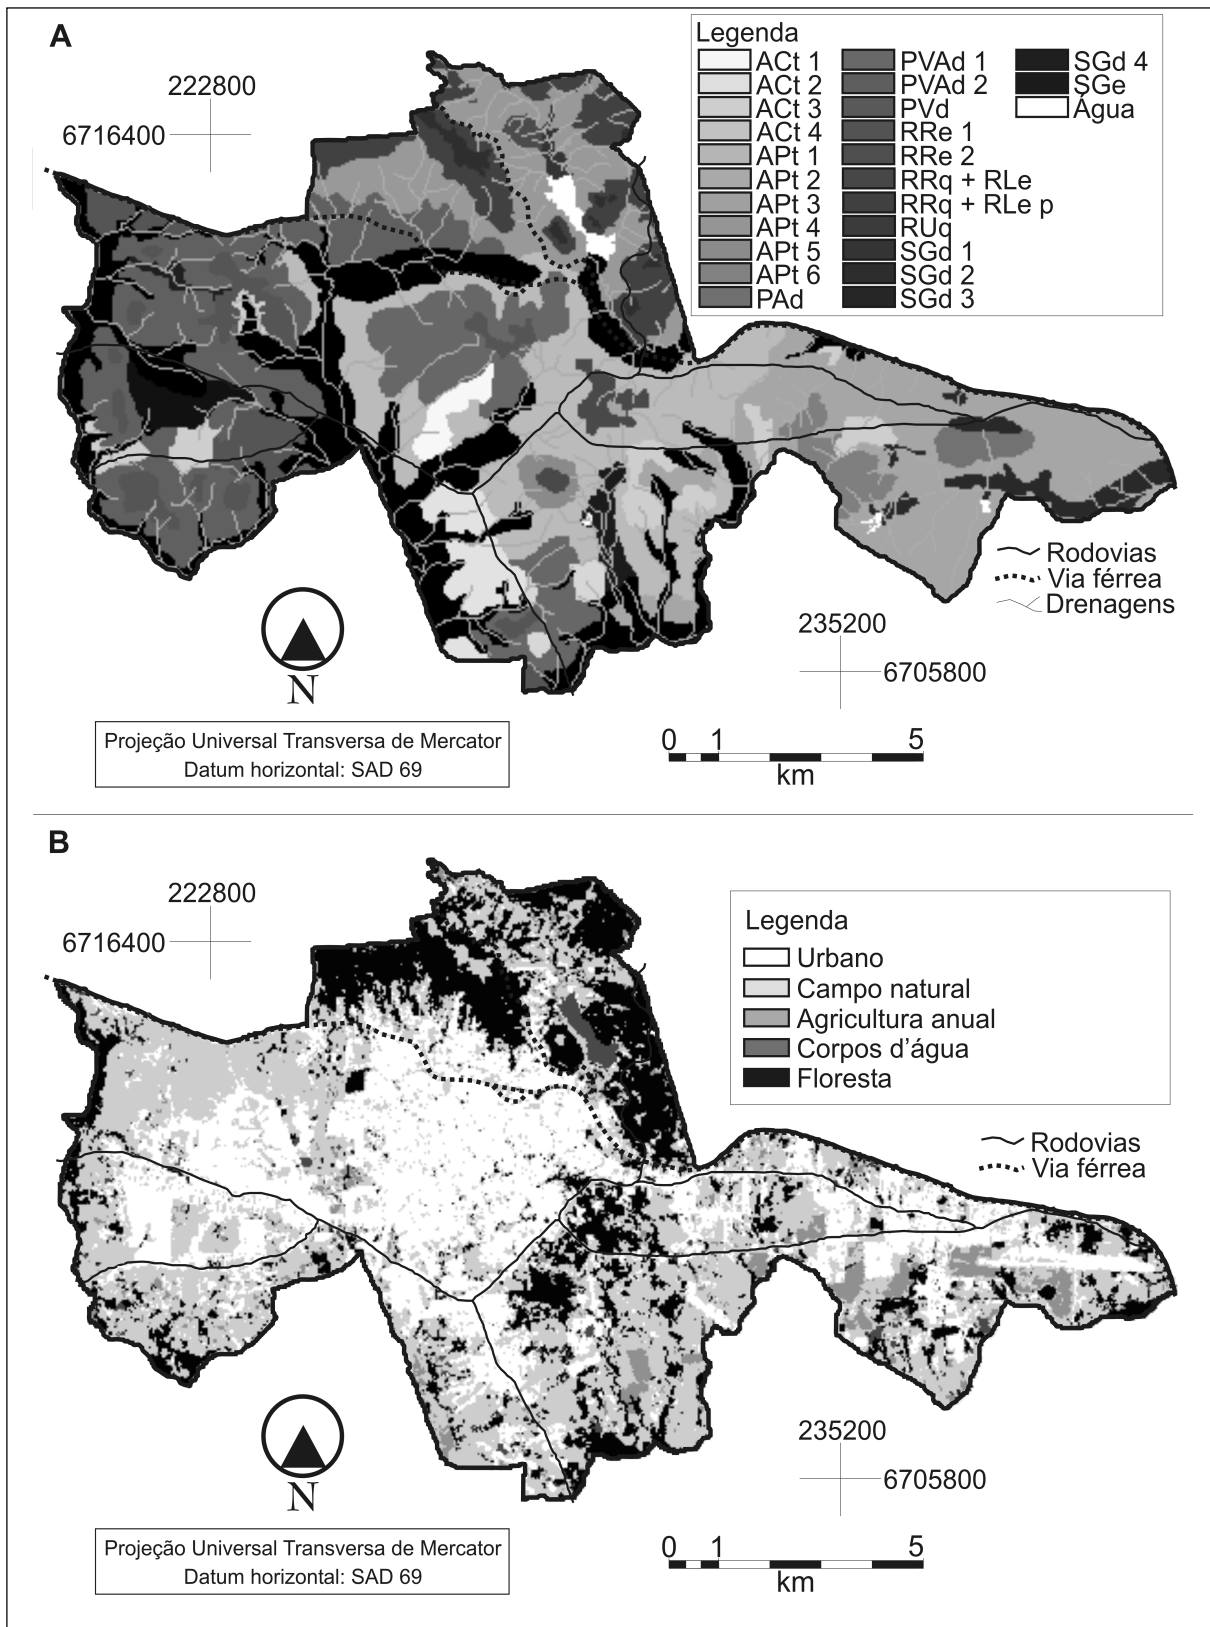 A
Legenda
ACt 1
ACt 2
ACt 3
ACt 4
APt 1
APt 2
APt 3
APt 4
APt 5
APt 6
PAd
PVAd 1
PVAd 2
PVd
RRe 1
RRe 2
RRq + RLe
RRq + RLe p
RUq
SGd 1
SGd 2
SGd 3
SGd 4
SGe
Água
222800
6716400
Rodovias
Via férrea
Drenagens
235200
6705800
N
Projeção Universal Transversa de Mercator
Datum horizontal: SAD 69
0 1 5
km
B
222800
6716400
Legenda
Urbano
Campo natural
Agricultura anual
Corpos d'água
Floresta
Rodovias
Via férrea
235200
6705800
N
Projeção Universal Transversa de Mercator
Datum horizontal: SAD 69
0 1 5
km